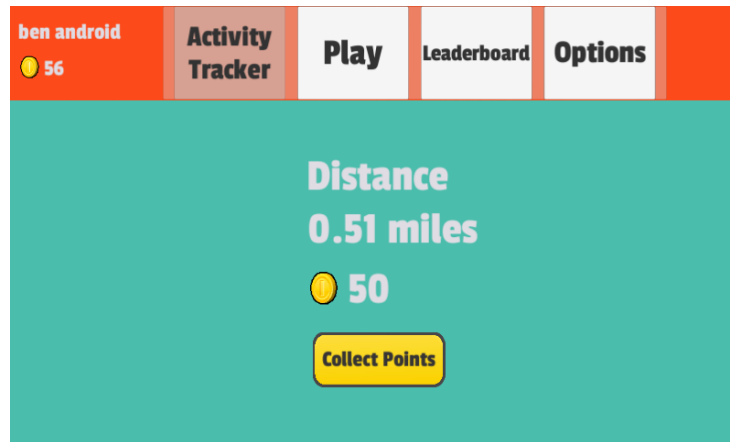 ben android
56
Activity
Tracker
Play
Leaderboard
Options
Distance
0.51 miles
50
Collect Points